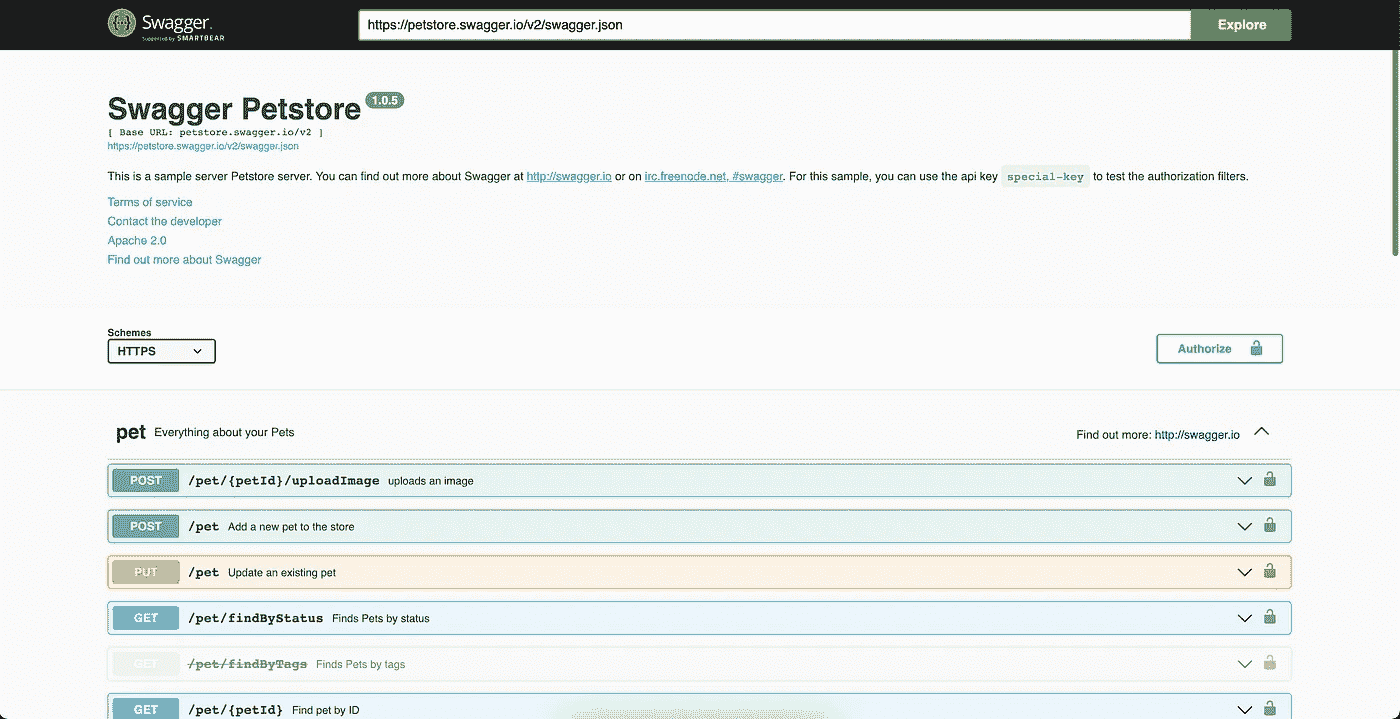 Swagger.
Supported by SMARTBEAR
https://petstore.swagger.io/v2/swagger.json
Explore
Swagger Petstore 1.0.5
[ Base URL: petstore.swagger.io/v2 ]
https://petstore.swagger.io/v2/swagger.json
This is a sample server Petstore server. You can find out more about Swagger at http://swagger.io or on irc.freenode.net, #swagger. For this sample, you can use the api key special-key to test the authorization filters.
Terms of service
Contact the developer
Apache 2.0
Find out more about Swagger
Schemes
HTTPS
Authorize
pet Everything about your Pets
Find out more: http://swagger.io
POST /pet/{petId}/uploadImage uploads an image
POST /pet Add a new pet to the store
PUT /pet Update an existing pet
GET /pet/findByStatus Finds Pets by status
GET /pet/findByTags Finds Pets by tags
GET /pet/{petId} Find pet by ID